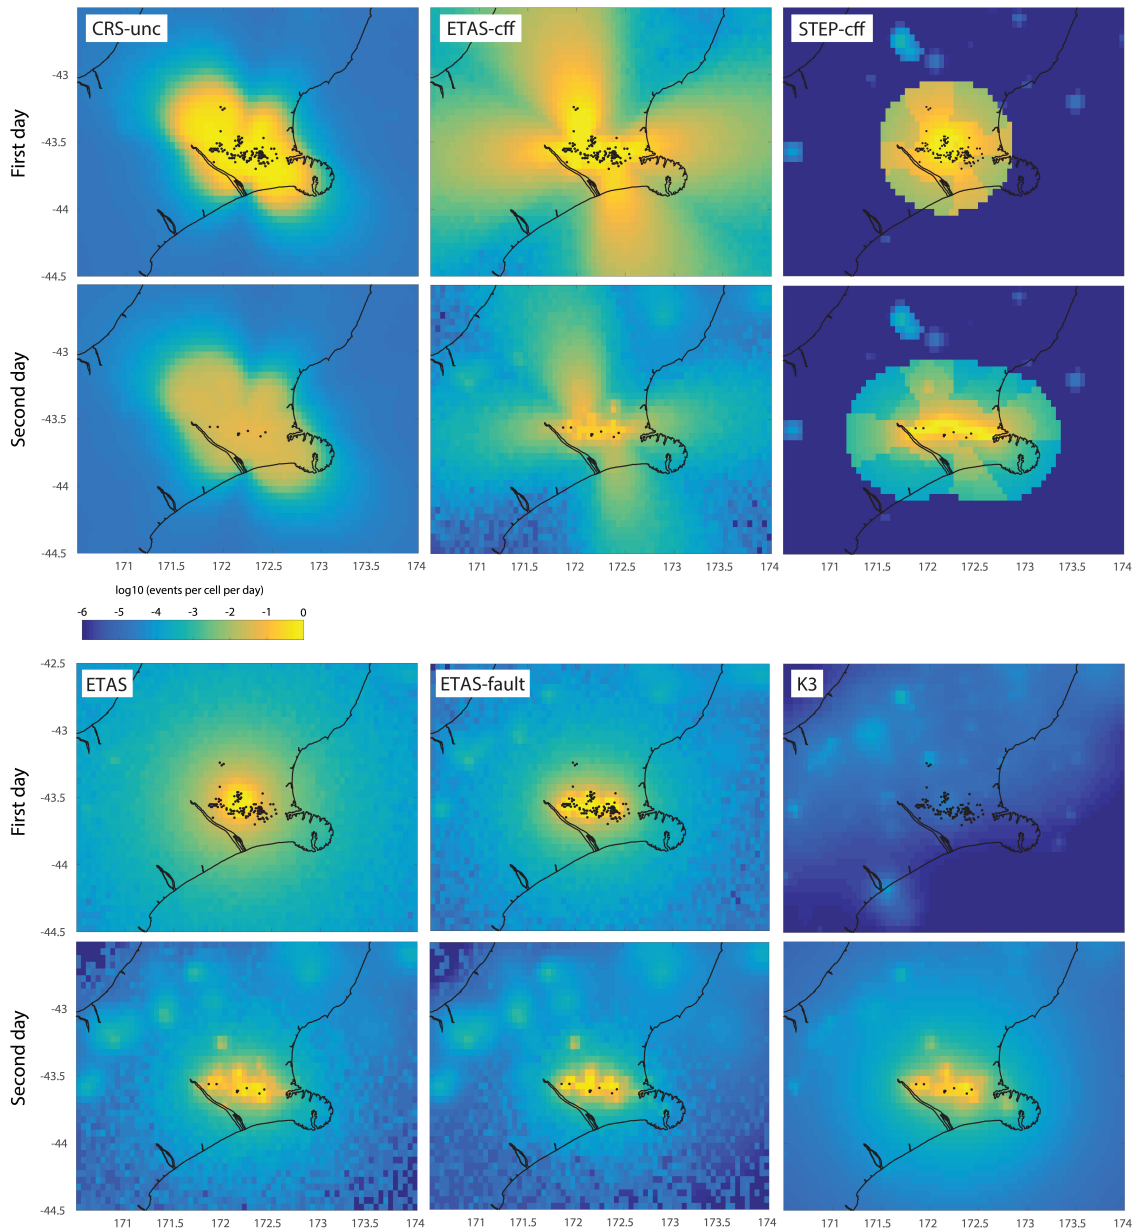 CRS-unc
ETAS-cff
STEP-cff
First day
-43
-43.5
-44
-44.5
Second day
-43
-43.5
-44
-44.5
171 171.5 172 172.5 173 173.5 174
171 171.5 172 172.5 173 173.5 174
171 171.5 172 172.5 173 173.5 174
log10 (events per cell per day)
-6 -5 -4 -3 -2 -1 0
ETAS
ETAS-fault
K3
First day
-42.5
-43
-43.5
-44
-44.5
Second day
-43
-43.5
-44
-44.5
171 171.5 172 172.5 173 173.5 174
171 171.5 172 172.5 173 173.5 174
171 171.5 172 172.5 173 173.5 174